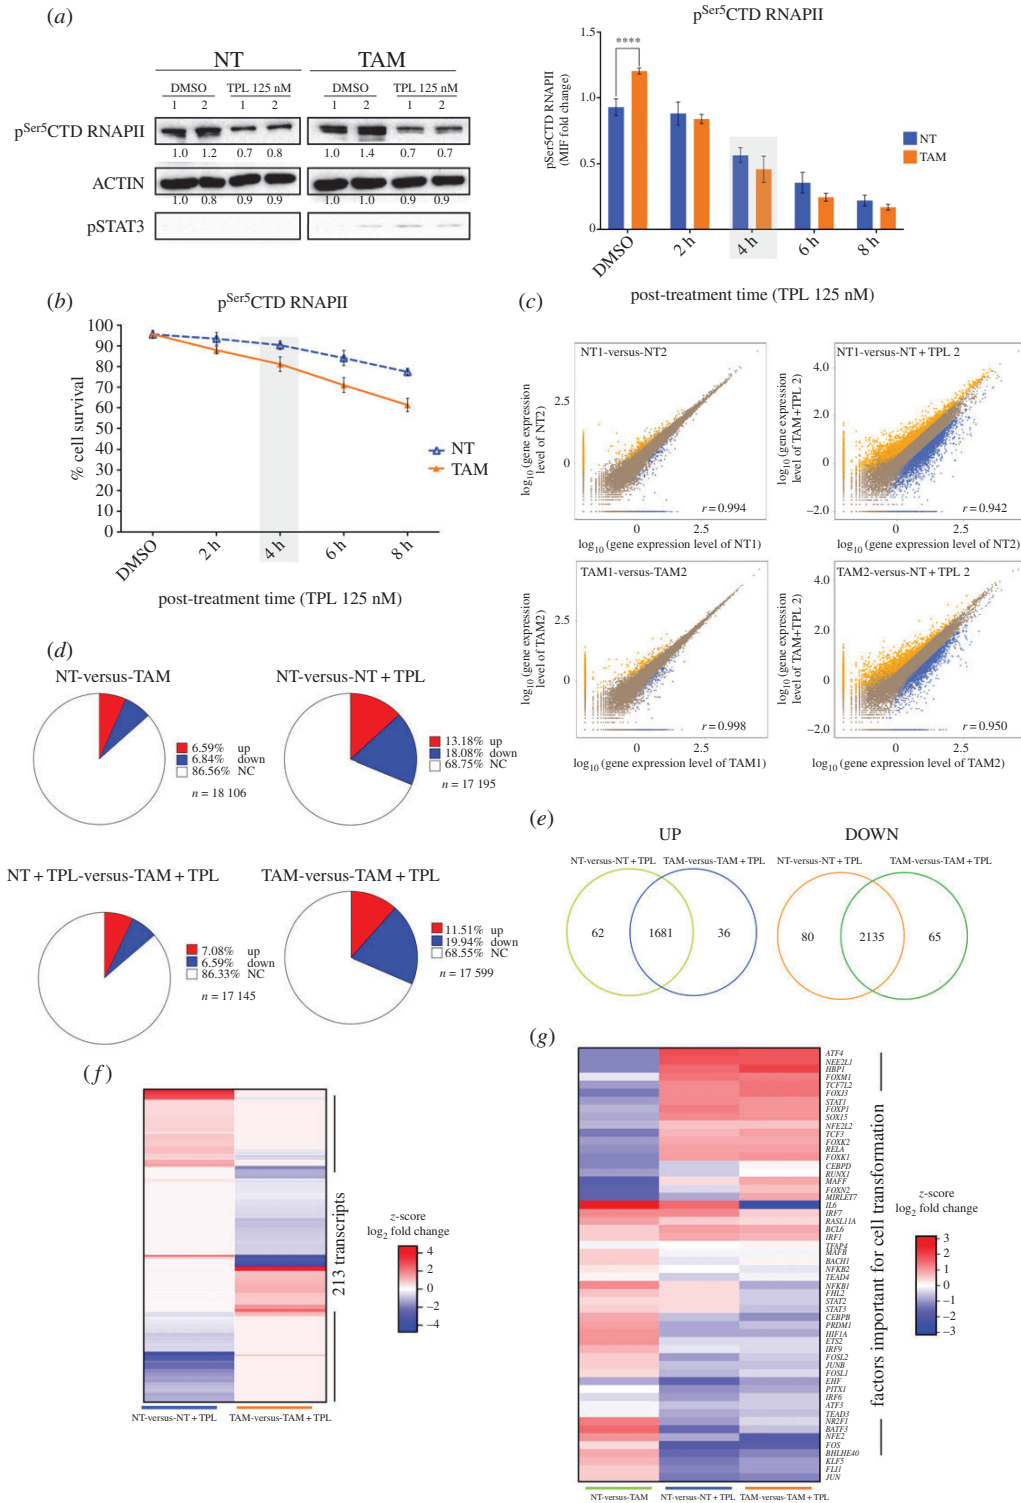 (a)
NT TAM
DMSO TPL 125 nM DMSO TPL 125 nM
1 2 1 2 1 2 1 2
pSer5CTD RNAPII
1.0 1.2 0.7 0.8 1.0 1.4 0.7 0.7
ACTIN
1.0 0.8 0.9 0.9 1.0 1.0 0.9 0.9
pSTAT3
pSer5CTD RNAPII
pSer5CTD RNAPII
(MIF fold change)
1.5
1.0
0.5
0
****
NT
TAM
DMSO 2 h 4 h 6 h 8 h
post-treatment time (TPL 125 nM)
(b)
pSer5CTD RNAPII
% cell survival
100
90
80
70
60
50
40
30
20
10
0
NT
TAM
DMSO 2 h 4 h 6 h 8 h
post-treatment time (TPL 125 nM)
(c)
NT1-versus-NT2
log10 (gene expression
level of NT2)
2.5
0
r = 0.994
0 2.5
log10 (gene expression level of NT1)
NT1-versus-NT + TPL 2
log10 (gene expression
level of TAM+TPL 2)
4.0
2.0
0
−2.0
r = 0.942
0 2.5
log10 (gene expression level of NT2)
TAM1-versus-TAM2
log10 (gene expression
level of TAM2)
2.5
0
r = 0.998
0 2.5
log10 (gene expression level of TAM1)
TAM2-versus-NT + TPL 2
log10 (gene expression
level of TAM+TPL 2)
4.0
2.0
0
−2.0
r = 0.950
0 2.5
log10 (gene expression level of TAM2)
(d)
NT-versus-TAM
6.59% up
6.84% down
86.56% NC
n = 18 106
NT-versus-NT + TPL
13.18% up
18.08% down
68.75% NC
n = 17 195
NT + TPL-versus-TAM + TPL
7.08% up
6.59% down
86.33% NC
n = 17 145
TAM-versus-TAM + TPL
11.51% up
19.94% down
68.55% NC
n = 17 599
(e)
UP
NT-versus-NT + TPL TAM-versus-TAM + TPL
62 1681 36
DOWN
NT-versus-NT + TPL TAM-versus-TAM + TPL
80 2135 65
(f)
213 transcripts
z-score
log2 fold change
4
2
0
−2
−4
NT-versus-NT + TPL TAM-versus-TAM + TPL
(g)
ATF4
NEE2L1
HBP1
FOXM1
TCF7L2
FOXJ3
STAT1
FOXP1
SOX15
NFE2L2
TCF3
FOXK2
RELA
FOXK1
CEBPD
RUNX1
MAFF
FOXN2
MIRLET7
IL6
IRF7
RASL11A
BCL6
IRF1
TFAP4
MAFB
BACH1
NFKB2
TEAD4
NFKB1
FHL2
STAT2
STAT3
CEBPB
PRDM1
HIF1A
ETS2
IRF9
FOSL2
JUNB
FOSL1
EHF
PITX1
IRF6
ATF3
TEAD3
NR2F1
BATF3
NFE2
FOS
BHLHE40
KLF5
FLI1
JUN
factors important for cell transformation
z-score
log2 fold change
3
2
1
0
−1
−2
−3
NT-versus-TAM NT-versus-NT + TPL TAM-versus-TAM + TPL